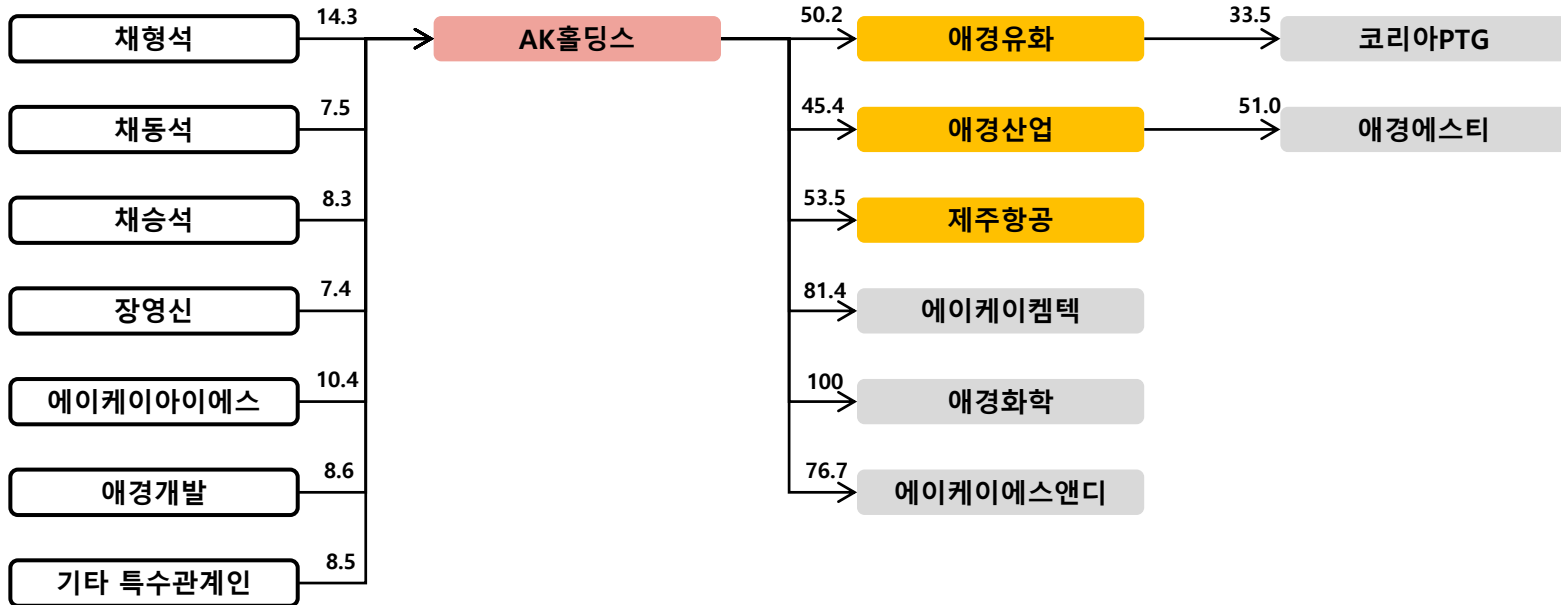 채형석
14.3
AK홀딩스
50.2
애경유화
33.5
코리아PTG
채동석
7.5
45.4
애경산업
51.0
애경에스티
채승석
8.3
53.5
제주항공
장영신
7.4
81.4
에이케이켐텍
에이케이아이에스
10.4
100
애경화학
애경개발
8.6
76.7
에이케이에스앤디
기타 특수관계인
8.5